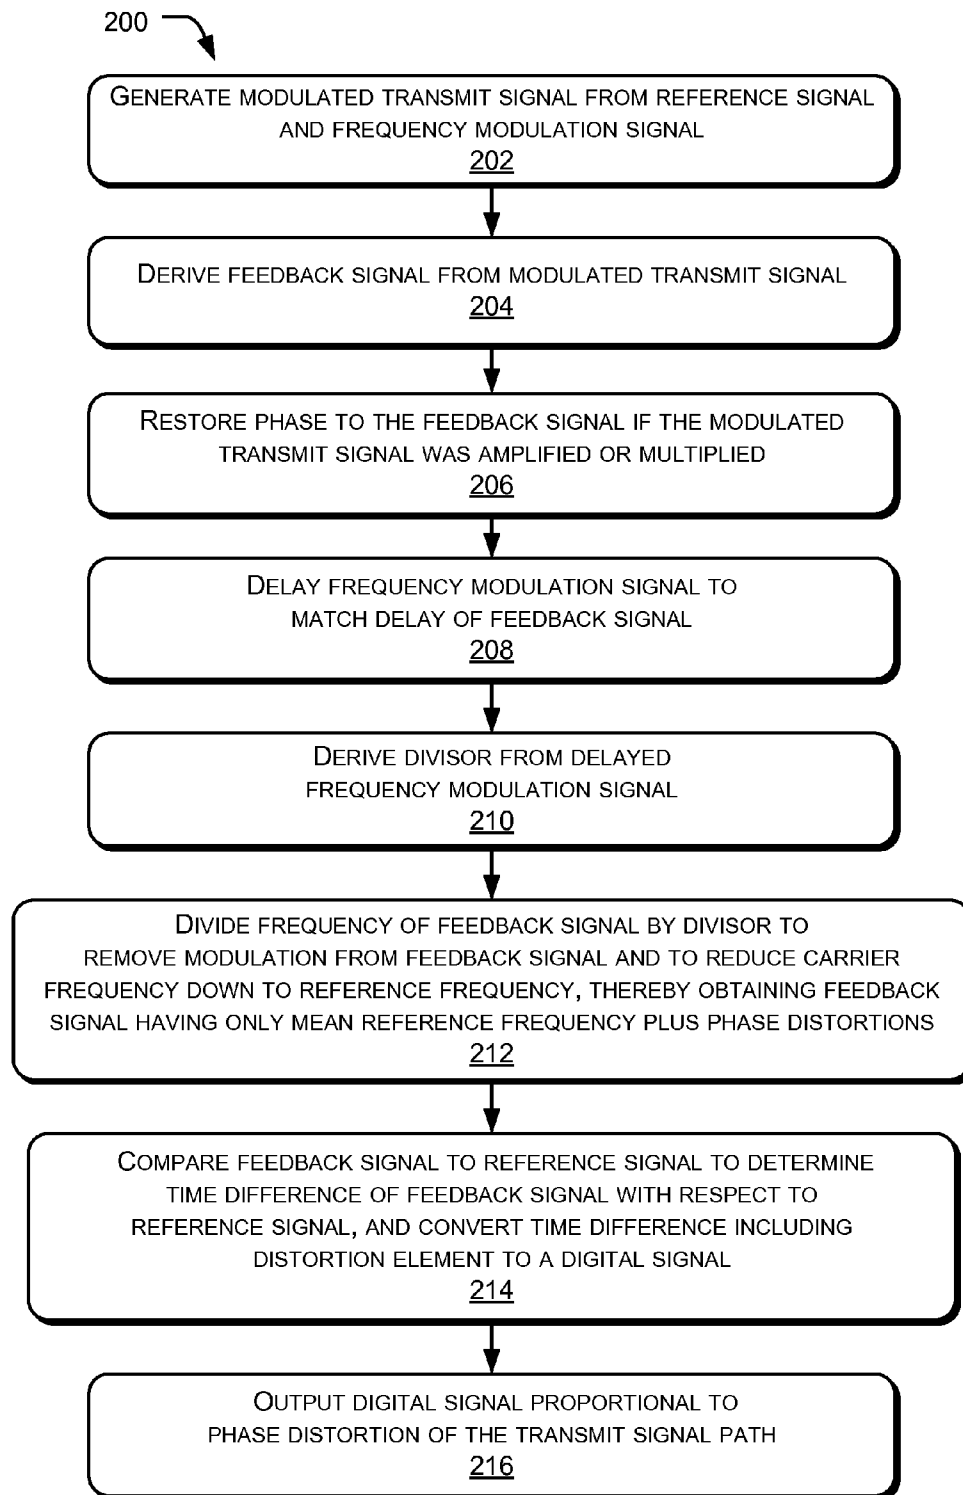 200
GENERATE MODULATED TRANSMIT SIGNAL FROM REFERENCE SIGNAL
AND FREQUENCY MODULATION SIGNAL
202
DERIVE FEEDBACK SIGNAL FROM MODULATED TRANSMIT SIGNAL
204
RESTORE PHASE TO THE FEEDBACK SIGNAL IF THE MODULATED
TRANSMIT SIGNAL WAS AMPLIFIED OR MULTIPLIED
206
DELAY FREQUENCY MODULATION SIGNAL TO
MATCH DELAY OF FEEDBACK SIGNAL
208
DERIVE DIVISOR FROM DELAYED
FREQUENCY MODULATION SIGNAL
210
DIVIDE FREQUENCY OF FEEDBACK SIGNAL BY DIVISOR TO
REMOVE MODULATION FROM FEEDBACK SIGNAL AND TO REDUCE CARRIER
FREQUENCY DOWN TO REFERENCE FREQUENCY, THEREBY OBTAINING FEEDBACK
SIGNAL HAVING ONLY MEAN REFERENCE FREQUENCY PLUS PHASE DISTORTIONS
212
COMPARE FEEDBACK SIGNAL TO REFERENCE SIGNAL TO DETERMINE
TIME DIFFERENCE OF FEEDBACK SIGNAL WITH RESPECT TO
REFERENCE SIGNAL, AND CONVERT TIME DIFFERENCE INCLUDING
DISTORTION ELEMENT TO A DIGITAL SIGNAL
214
OUTPUT DIGITAL SIGNAL PROPORTIONAL TO
PHASE DISTORTION OF THE TRANSMIT SIGNAL PATH
216